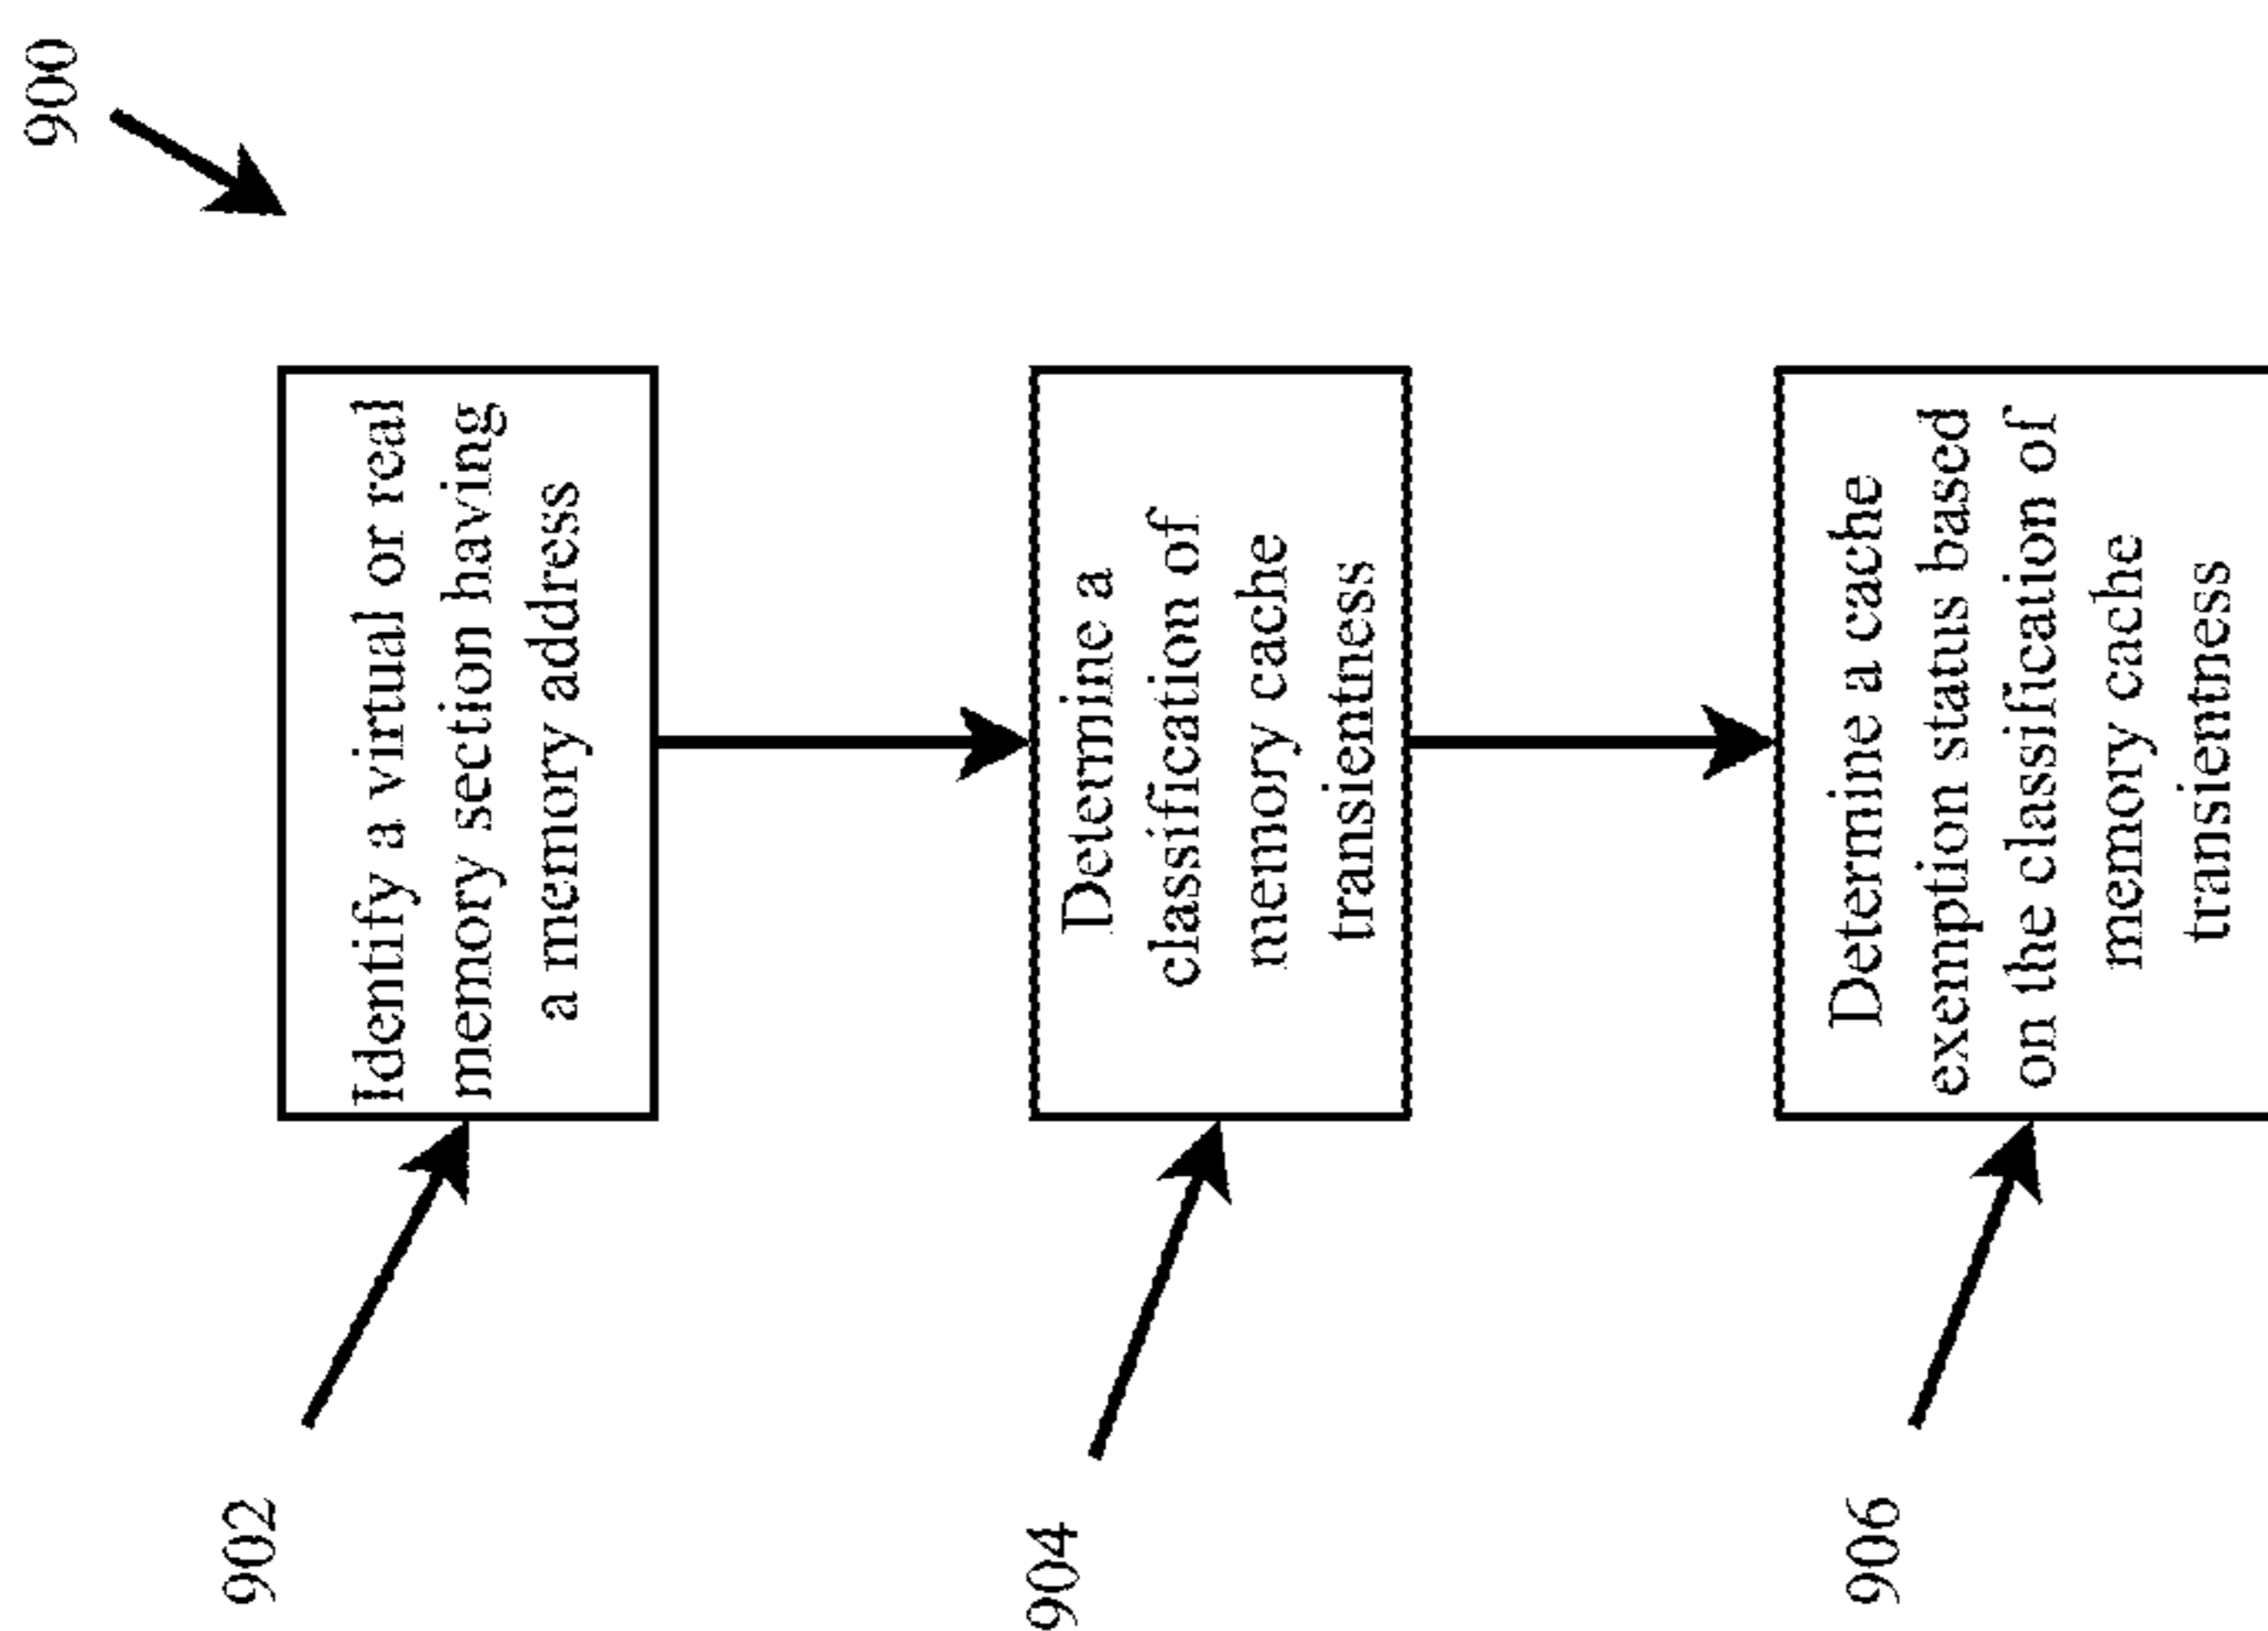 900
902
Identify a virtual or real
memory section having
a memory address
904
Determine a
classification of
memory cache
transientness
906
Determine a cache
exemption status based
on the classification of
memory cache
transientness